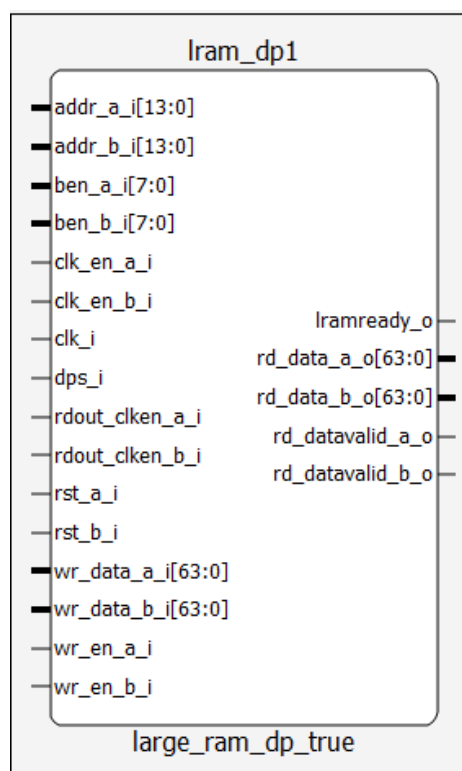 lram_dp1
addr_a_i[13:0]
addr_b_i[13:0]
ben_a_i[7:0]
ben_b_i[7:0]
clk_en_a_i
clk_en_b_i
clk_i
dps_i
rdout_clken_a_i
rdout_clken_b_i
rst_a_i
rst_b_i
wr_data_a_i[63:0]
wr_data_b_i[63:0]
wr_en_a_i
wr_en_b_i
lramready_o
rd_data_a_o[63:0]
rd_data_b_o[63:0]
rd_datavalid_a_o
rd_datavalid_b_o
large_ram_dp_true